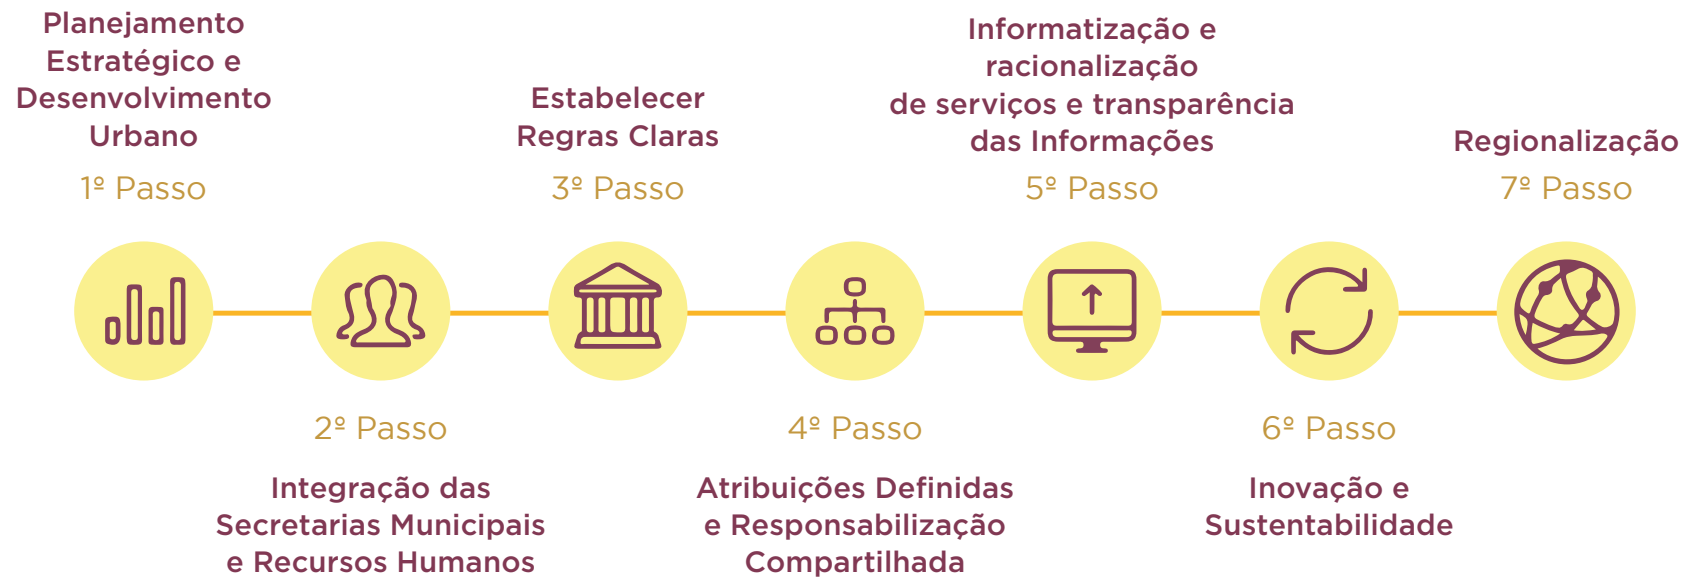 Planejamento
Estratégico e
Desenvolvimento
Urbano
1º Passo
2º Passo
Integração das
Secretarias Municipais
e Recursos Humanos
Estabelecer
Regras Claras
3º Passo
4º Passo
Atribuições Definidas
e Responsabilização
Compartilhada
Informatização e
racionalização
de serviços e transparência
das Informações
5º Passo
6º Passo
Inovação e
Sustentabilidade
Regionalização
7º Passo